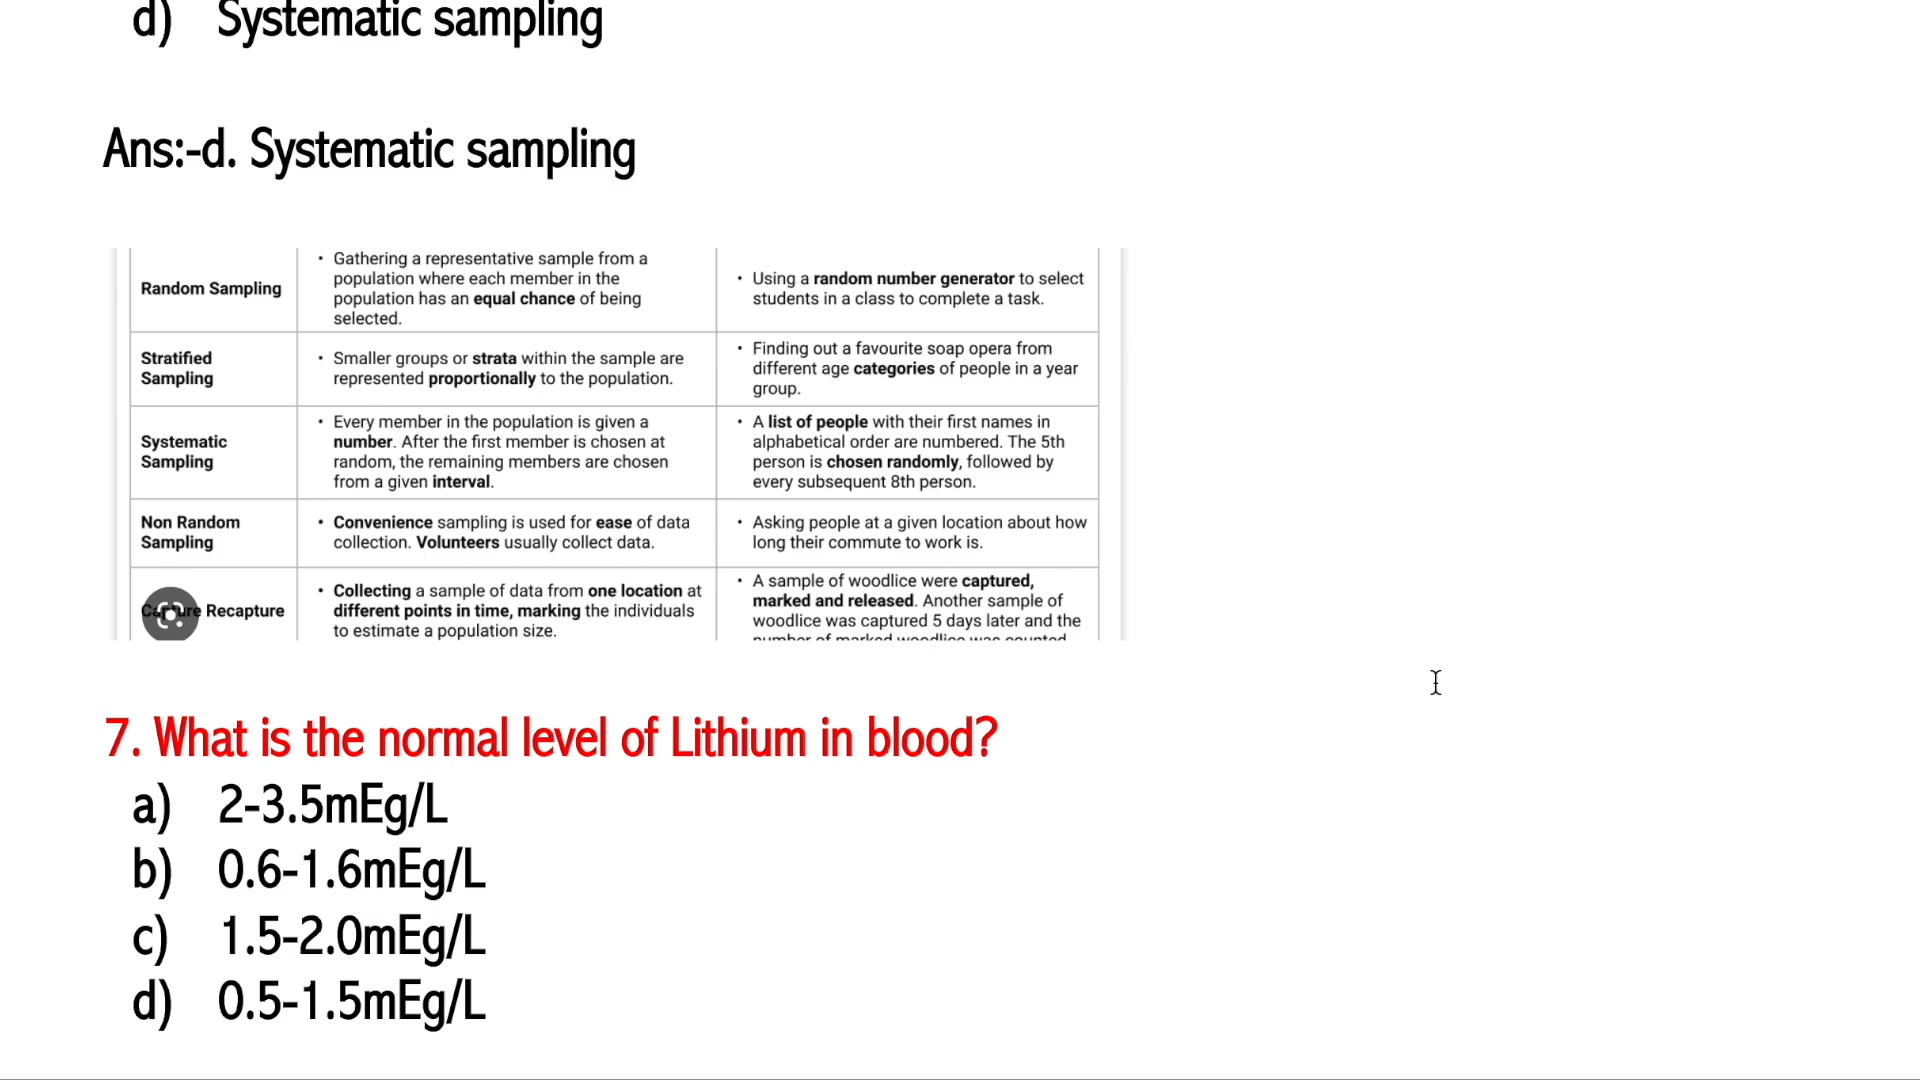 d) Systematic sampling
Ans:-d. Systematic sampling
Random Sampling
• Gathering a representative sample from a
population where each member in the
population has an equal chance of being
selected.
• Using a random number generator to select
students in a class to complete a task.
Stratified
Sampling
• Smaller groups or strata within the sample are
represented proportionally to the population.
• Finding out a favourite soap opera from
different age categories of people in a year
group.
Systematic
Sampling
• Every member in the population is given a
number. After the first member is chosen at
random, the remaining members are chosen
from a given interval.
• A list of people with their first names in
alphabetical order are numbered. The 5th
person is chosen randomly, followed by
every subsequent 8th person.
Non Random
Sampling
• Convenience sampling is used for ease of data
collection. Volunteers usually collect data.
• Asking people at a given location about how
long their commute to work is.
Capture Recapture
• Collecting a sample of data from one location at
different points in time, marking the individuals
to estimate a population size.
• A sample of woodlice were captured,
marked and released. Another sample of
woodlice was captured 5 days later and the
number of marked woodlice was counted
7. What is the normal level of Lithium in blood?
a) 2-3.5mEg/L
b) 0.6-1.6mEg/L
c) 1.5-2.0mEg/L
d) 0.5-1.5mEg/L